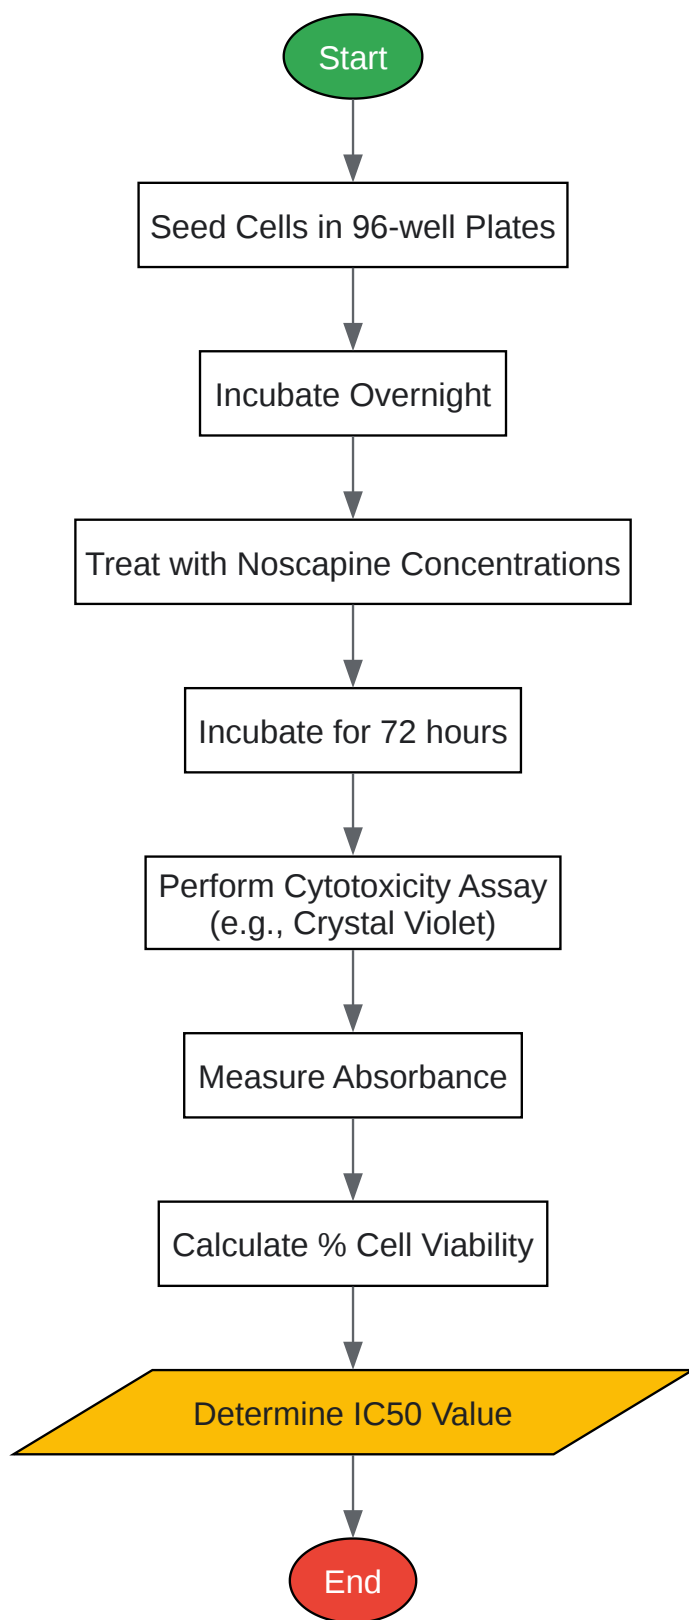 Start
Seed Cells in 96-well Plates
Incubate Overnight
Treat with Noscapine Concentrations
Incubate for 72 hours
Perform Cytotoxicity Assay
(e.g., Crystal Violet)
Measure Absorbance
Calculate % Cell Viability
Determine IC50 Value
End